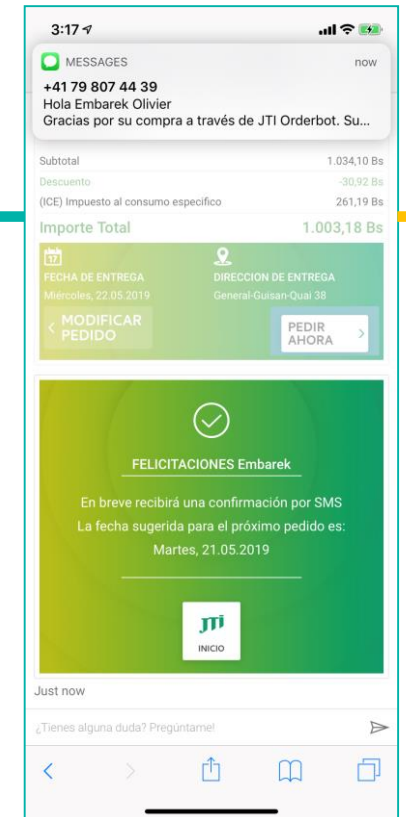 3:17
MESSAGES now
+41 79 807 44 39
Hola Embarek Olivier
Gracias por su compra a través de JTI Orderbot. Su...
Subtotal 1.034,10 Bs
Descuento -30,92 Bs
(ICE) Impuesto al consumo especifico 261,19 Bs
Importe Total 1.003,18 Bs
17
FECHA DE ENTREGA DIRECCION DE ENTREGA
Miércoles, 22.05.2019 General-Guisan-Quai 38
MODIFICAR PEDIDO
PEDIR AHORA
FELICITACIONES Embarek
En breve recibirá una confirmación por SMS
La fecha sugerida para el próximo pedido es:
Martes, 21.05.2019
JTI
INICIO
Just now
¿Tienes alguna duda? Pregúntame!